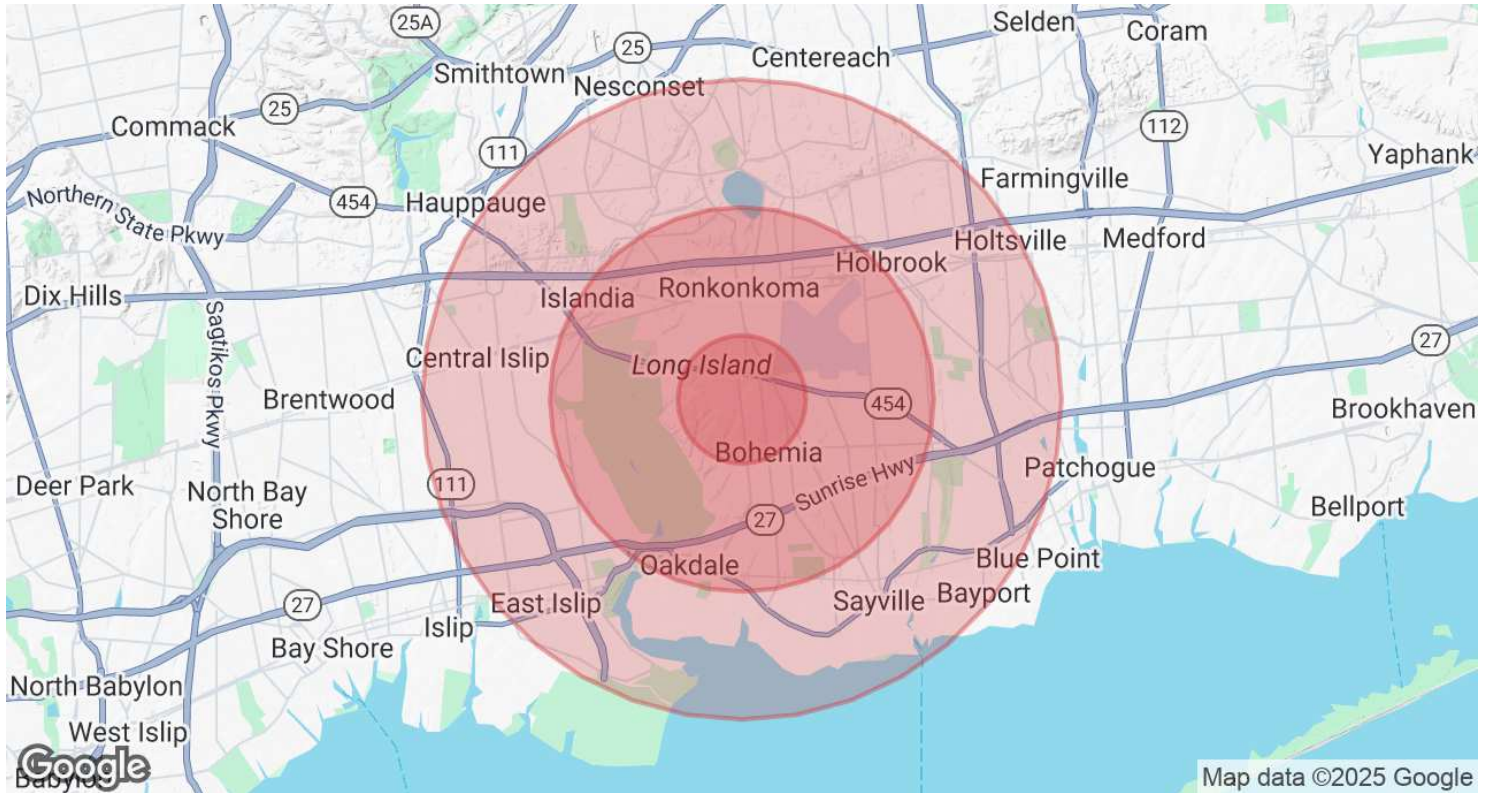 25A
Selden
Coram
25
Centereach
Smithtown
Nesconset
25
Commack
112
111
Yaphank
Farmingville
Northern State Pkwy
454
Hauppauge
Holtsville
Medford
Holbrook
Dix Hills
Ronkonkoma
Islandia
Sagtikos Pkwy
27
Central Islip
Long Island
Brentwood
454
Brookhaven
Bohemia
Sunrise Hwy
Patchogue
Deer Park
North Bay
Shore
111
Bellport
27
Oakdale
Blue Point
27
East Islip
Sayville
Bayport
Islip
Bay Shore
North Babylon
West Islip
Google
Babylon
Map data ©2025 Google